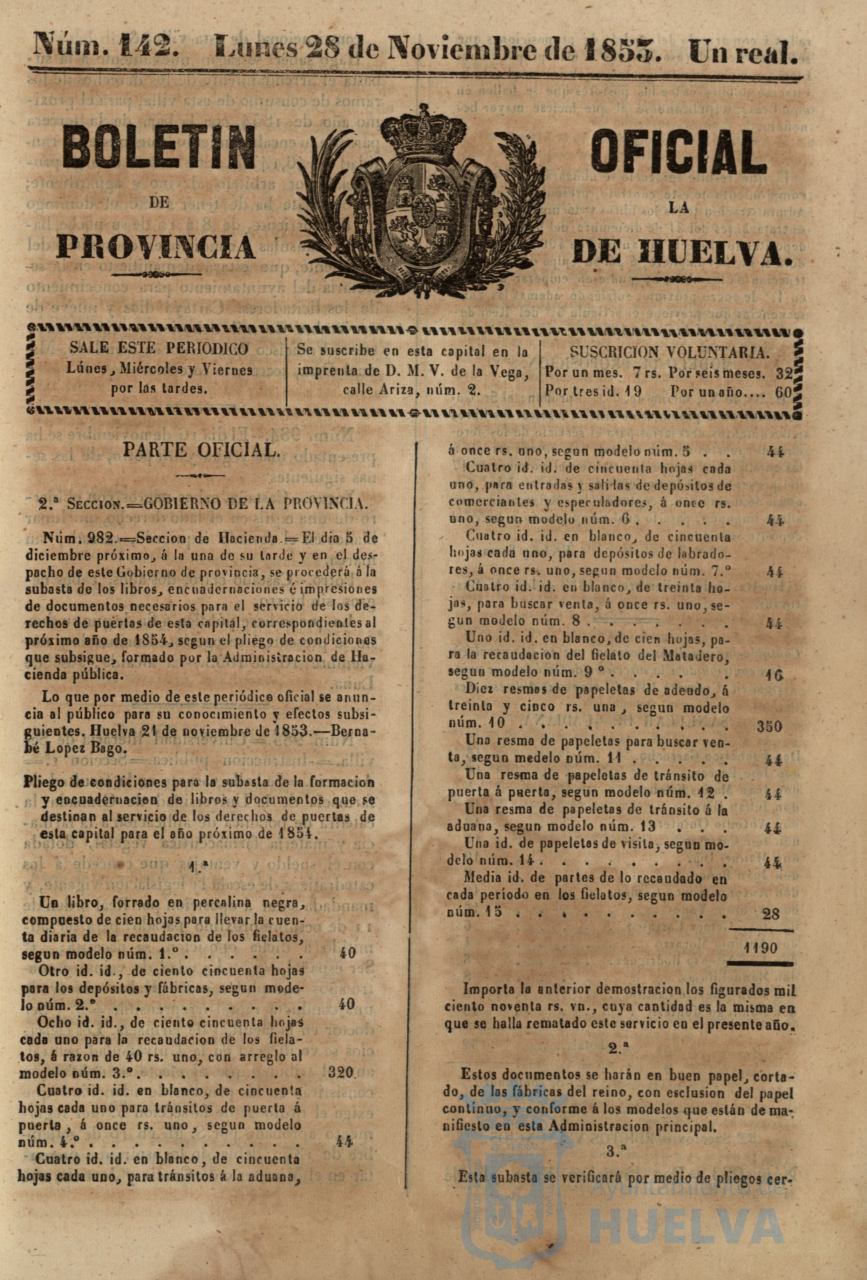 Núm. 142. Lunes 28 de Noviembre de 1853. Un real.
BOLETIN OFICIAL
DE LA
PROVINCIA DE HUELVA.
SALE ESTE PERIODICO
Lúnes, Miércoles y Viernes
por las tardes.
Se suscribe en esta capital en la
imprenta de D. M. V. de la Vega,
calle Ariza, núm. 2.
SUSCRICION VOLUNTARIA.
Por un mes. 7 rs. Por seis meses. 32
Por tres id. 19 Por un año.... 60
PARTE OFICIAL.
2.ª Seccion.=GOBIERNO DE LA PROVINCIA.
Núm. 982.=Seccion de Hacienda.=El dia 5 de
diciembre próximo, á la una de su tarde y en el des-
pacho de este Gobierno de provincia, se procederá á la
subasta de los libros, encuadernaciones é impresiones
de documentos necesarios para el servicio de los de-
rechos de puertas de esta capital, correspondientes al
próximo año de 1854, segun el pliego de condiciones
que subsigue, formado por la Administracion de Ha-
cienda pública.
Lo que por medio de este periódico oficial se anun-
cia al público para su conocimiento y efectos subsi-
guientes. Huelva 21 de noviembre de 1853.—Berna-
bé Lopez Bago.
Pliego de condiciones para la subasta de la formacion
y encuadernacion de libros y documentos que se
destinan al servicio de los derechos de puertas de
esta capital para el año próximo de 1854.
1.ª
Un libro, forrado en percalina negra,
compuesto de cien hojas para llevar la cuen-
ta diaria de la recaudacion de los fielatos,
segun modelo núm. 1.º . . . . . . 40
Otro id. id., de ciento cincuenta hojas
para los depósitos y fábricas, segun mode-
lo núm. 2.º . . . . . . . . . 40
Ocho id. id., de ciento cincuenta hojas
cada uno para la recaudacion de los fiela-
tos, á razon de 40 rs. uno, con arreglo al
modelo núm. 3.º. . . . . . . . 320
Cuatro id. id. en blanco, de cincuenta
hojas cada uno para tránsitos de puerta á
puerta, á once rs. uno, segun modelo
núm. 4.º . . . . . . . . . . 44
Cuatro id. id. en blanco, de cincuenta
hojas cada uno, para tránsitos á la aduana,
á once rs. uno, segun modelo núm. 5 . . 44
Cuatro id. id. de cincuenta hojas cada
uno, para entradas y salidas de depósitos de
comerciantes y especuladores, á once rs.
uno, segun modelo núm. 6 . . . . . 44
Cuatro id. id. en blanco, de cincuenta
hojas cada uno, para depósitos de labrado-
res, á once rs. uno, segun modelo núm. 7.º 44
Cuatro id. id. en blanco, de treinta ho-
jas, para buscar venta, á once rs. uno, se-
gun modelo núm. 8 . . . . . . . 44
Uno id. id. en blanco, de cien hojas, pa-
ra la recaudacion del fielato del Matadero,
segun modelo núm. 9º . . . . . . 16
Diez resmas de papeletas de adeudo, á
treinta y cinco rs. una, segun modelo
núm. 10 . . . . . . . . . . 350
Una resma de papeletas para buscar ven-
ta, segun medelo núm. 11 . . . . . 44
Una resma de papeletas de tránsito de
puerta á puerta, segun modelo núm. 12 . 44
Una resma de papeletas de tránsito á la
aduana, segun modelo núm. 13 . . . 44
Una id. de papeletas de visita, segun mo-
delo núm. 14 . . . . . . . . . 44
Media id. de partes de lo recaudado en
cada período en los fielatos, segun modelo
núm. 15 . . . . . . . . . . 28
1190
Importa la anterior demostracion los figurados mil
ciento noventa rs. vn., cuya cantidad es la misma en
que se halla rematado este servicio en el presente año.
2.ª
Estos documentos se harán en buen papel, corta-
do, de las fábricas del reino, con esclusion del papel
contínuo, y conforme á los modelos que están de ma-
nifiesto en esta Administracion principal.
3.ª
Esta subasta se verificará por medio de pliegos cer-
Ayuntamiento de
HUELVA